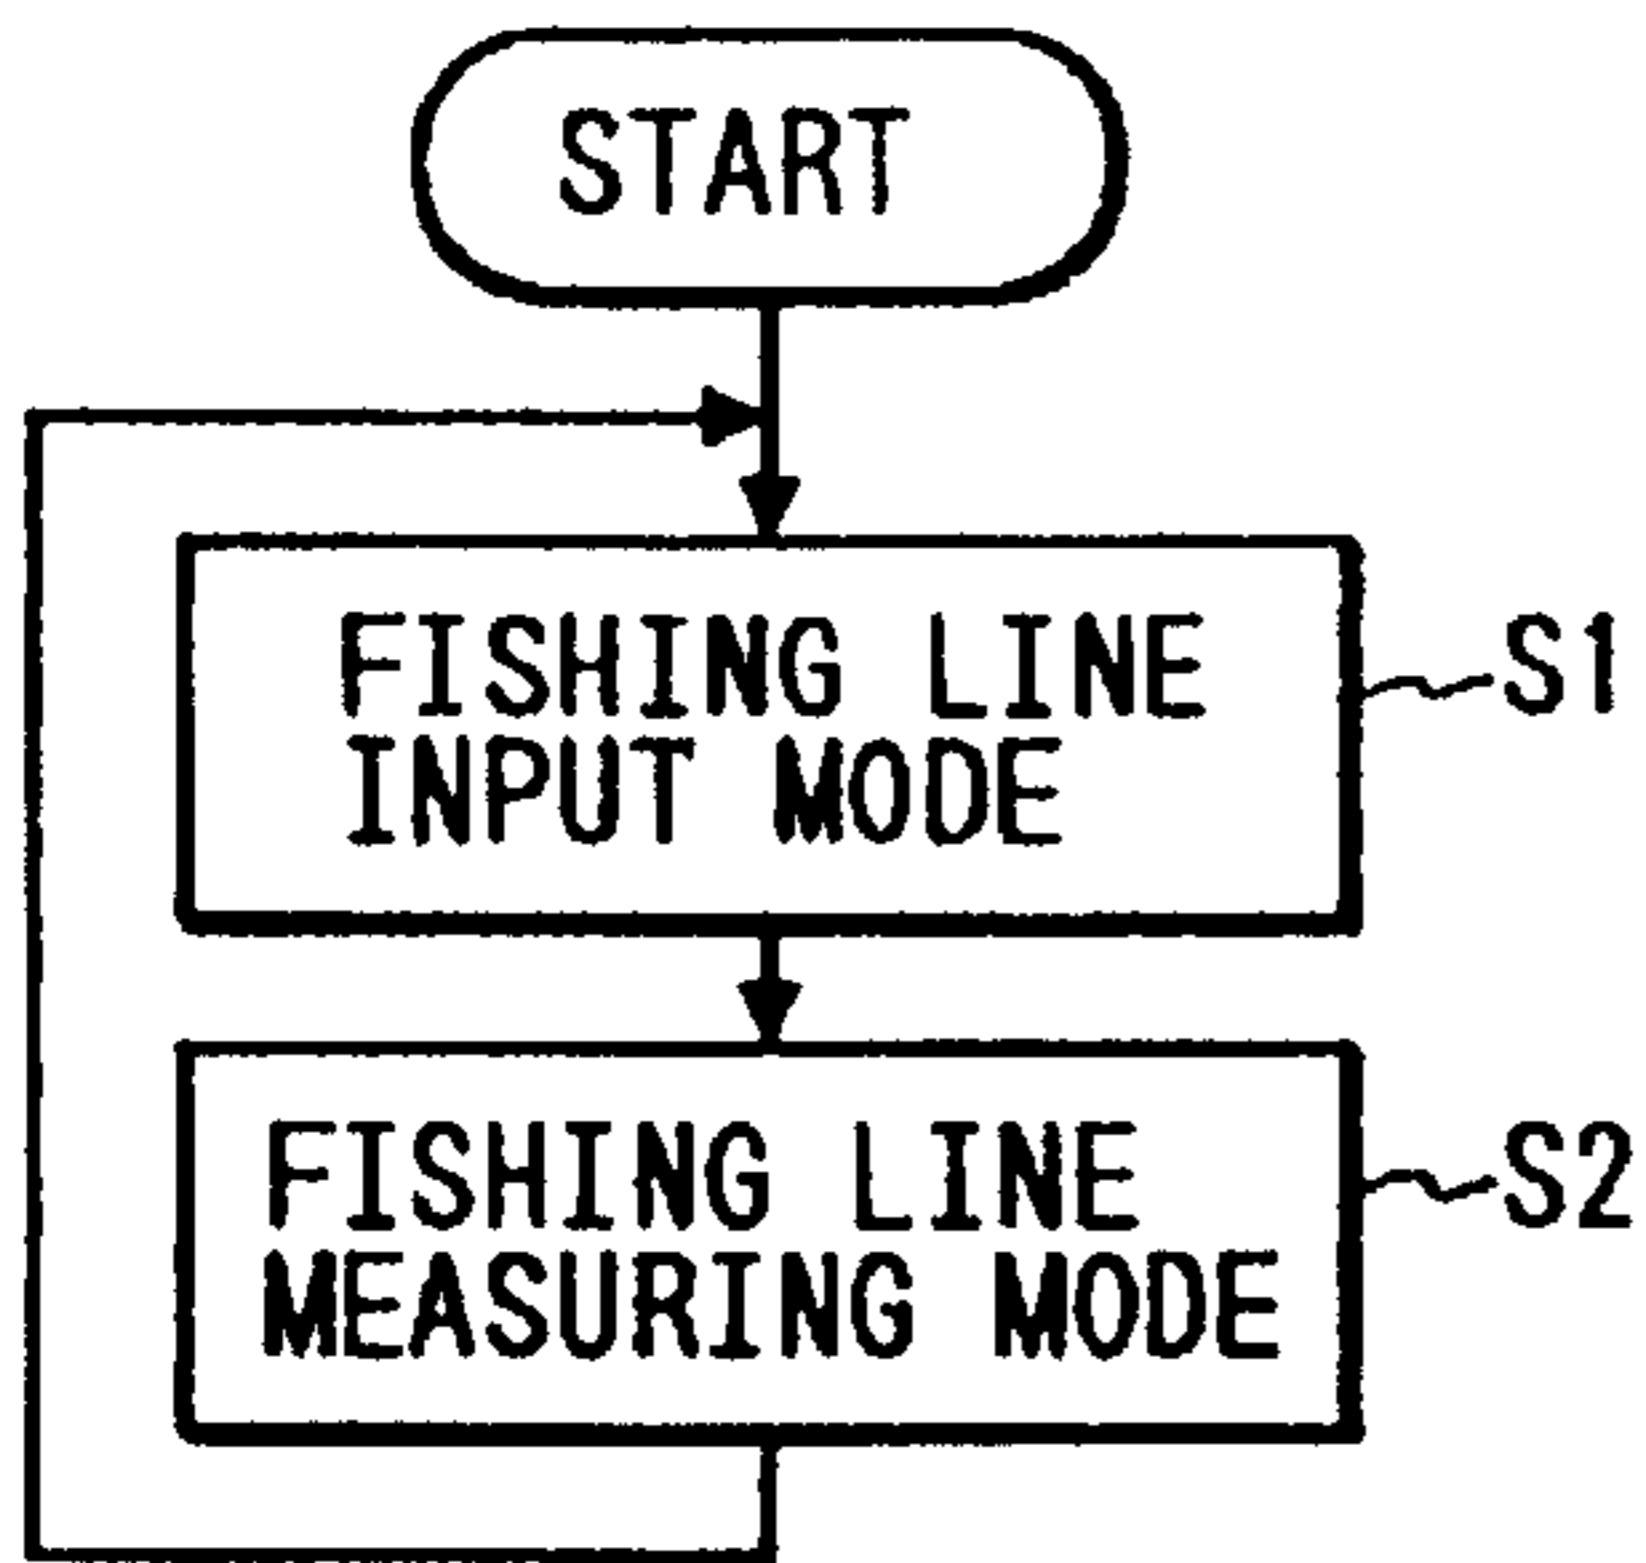 START
FISHING LINE
INPUT MODE
S1
FISHING LINE
MEASURING MODE
S2